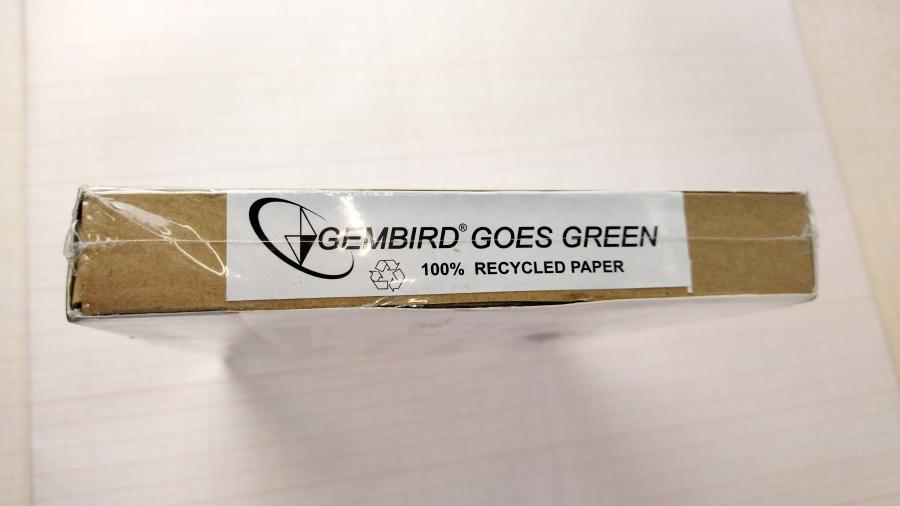 GEMBIRD® GOES GREEN
100% RECYCLED PAPER